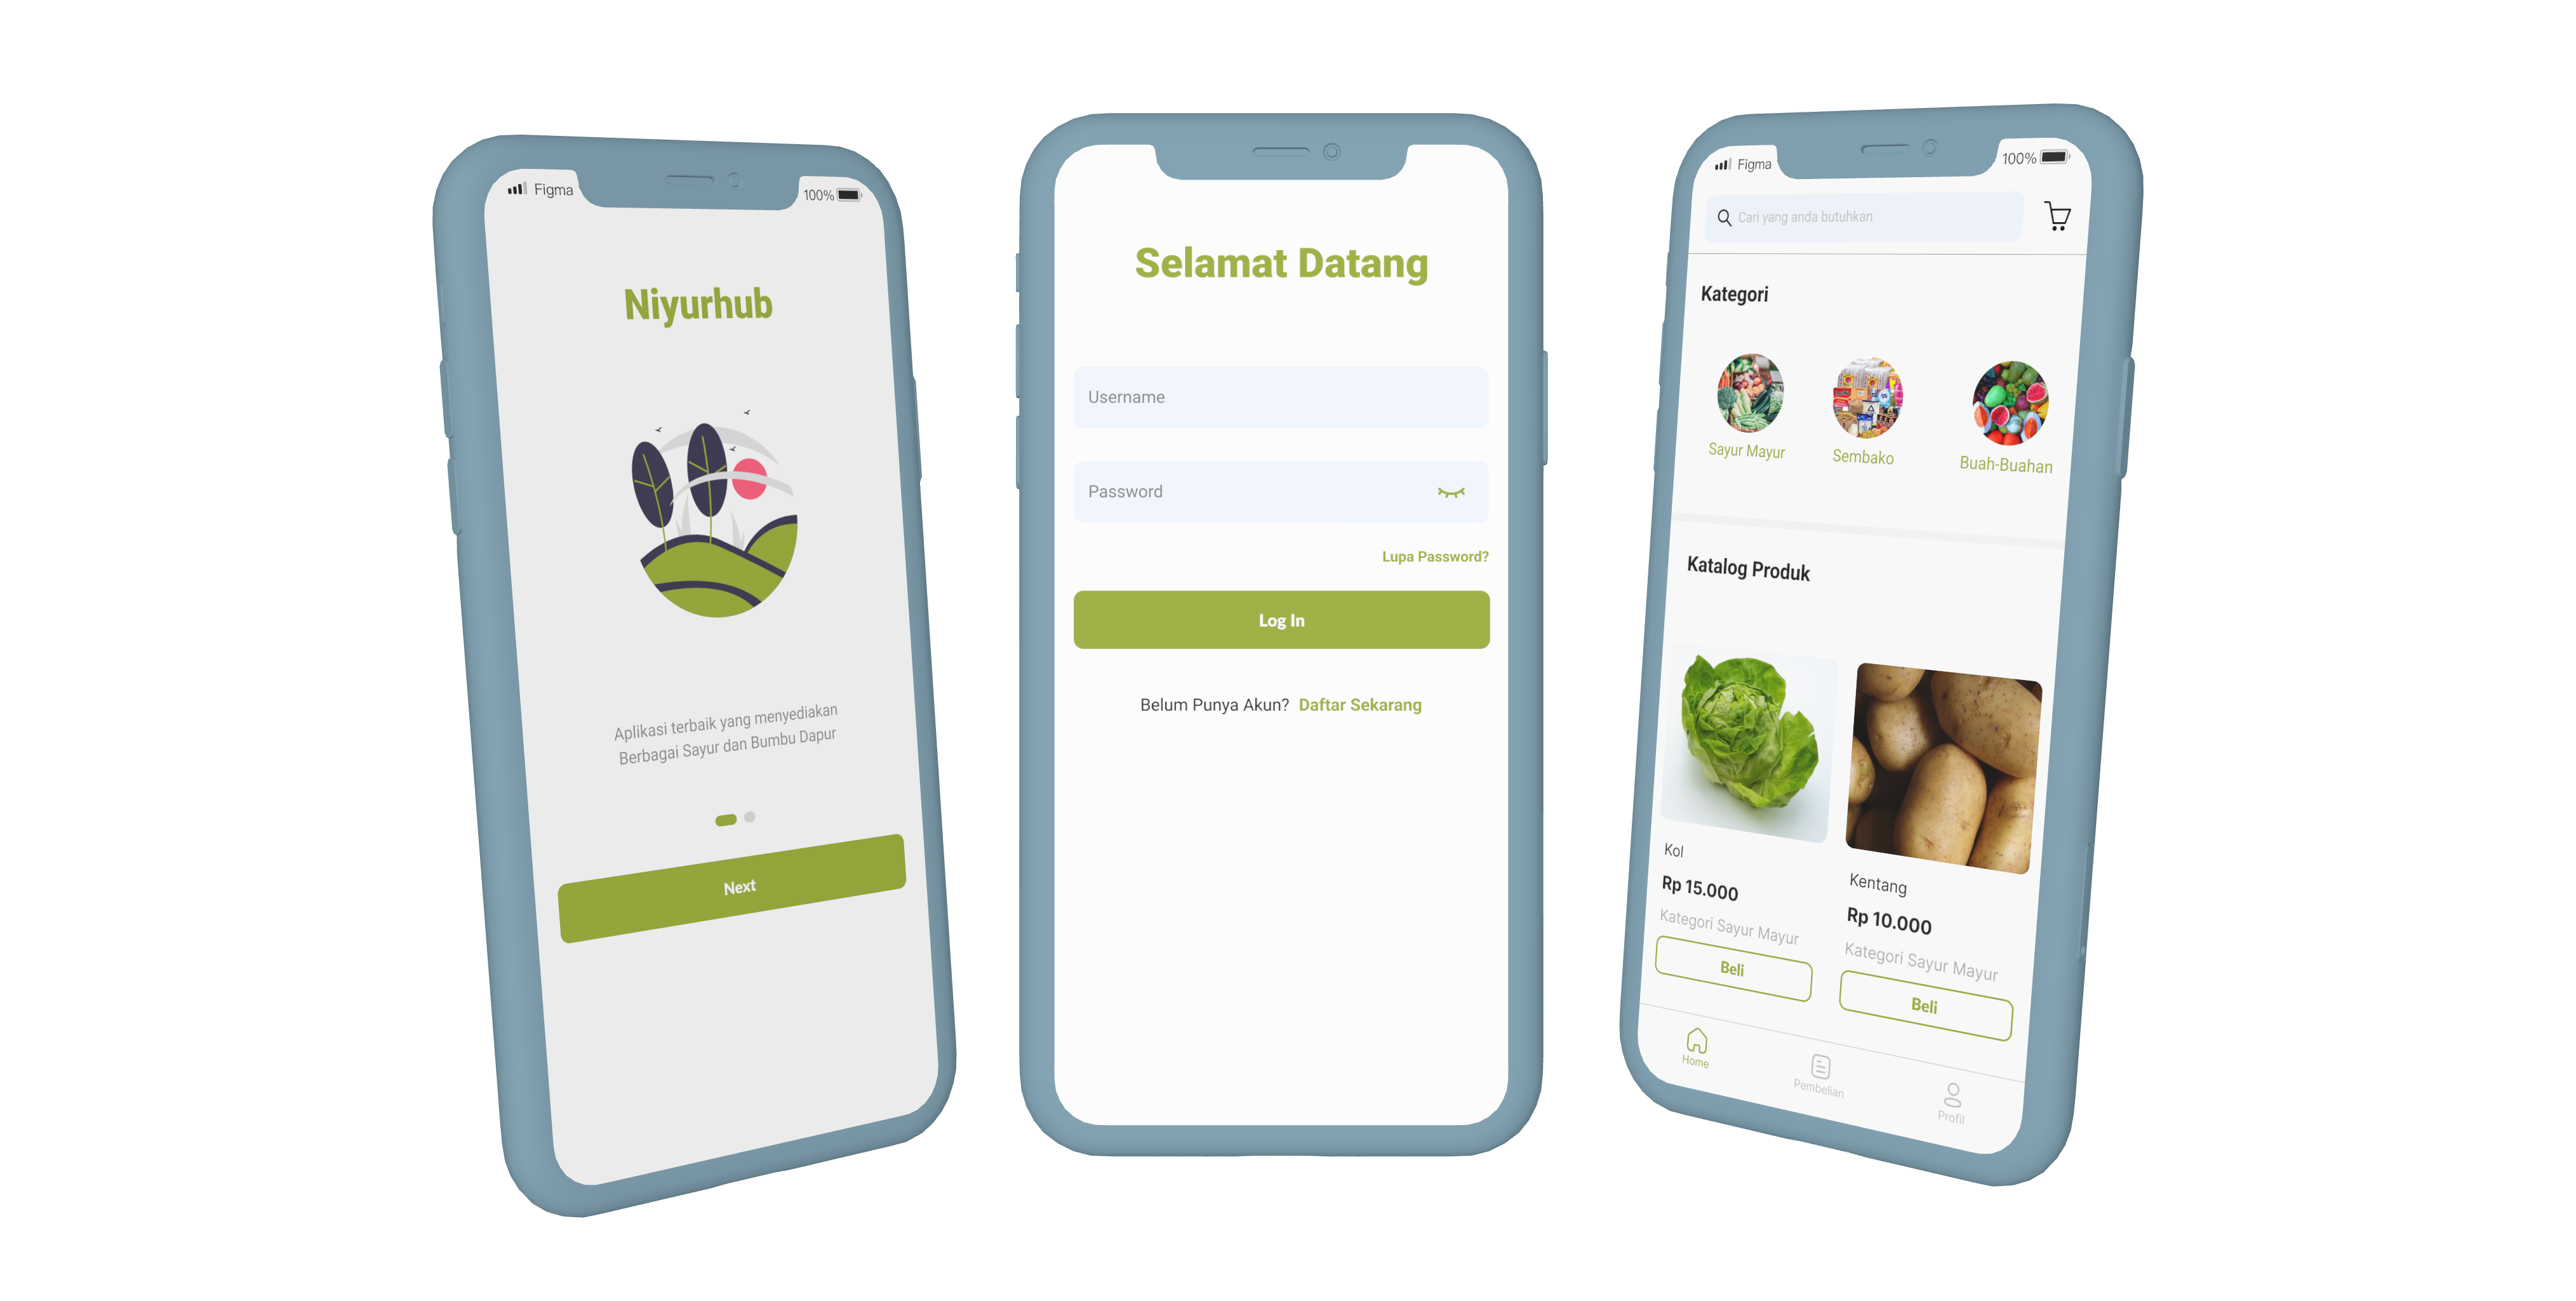 Figma
100%
Niyurhub
Aplikasi terbaik yang menyediakan
Berbagai Sayur dan Bumbu Dapur
Next
Selamat Datang
Username
Password
Lupa Password?
Log In
Belum Punya Akun? Daftar Sekarang
Figma
100%
Cari yang anda butuhkan
Kategori
Sayur Mayur
Sembako
Buah-Buahan
Katalog Produk
Kol
Rp 15.000
Kategori Sayur Mayur
Beli
Kentang
Rp 10.000
Kategori Sayur Mayur
Beli
Home
Pembelian
Profil